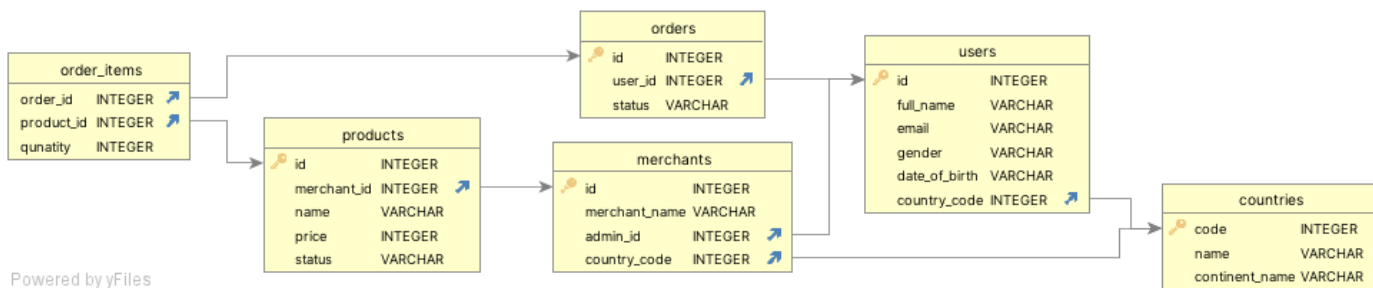 order_items
order_id INTEGER
product_id INTEGER
qunatity INTEGER
products
id INTEGER
merchant_id INTEGER
name VARCHAR
price INTEGER
status VARCHAR
orders
id INTEGER
user_id INTEGER
status VARCHAR
merchants
id INTEGER
merchant_name VARCHAR
admin_id INTEGER
country_code INTEGER
users
id INTEGER
full_name VARCHAR
email VARCHAR
gender VARCHAR
date_of_birth VARCHAR
country_code INTEGER
countries
code INTEGER
name VARCHAR
continent_name VARCHAR
Powered by yFiles